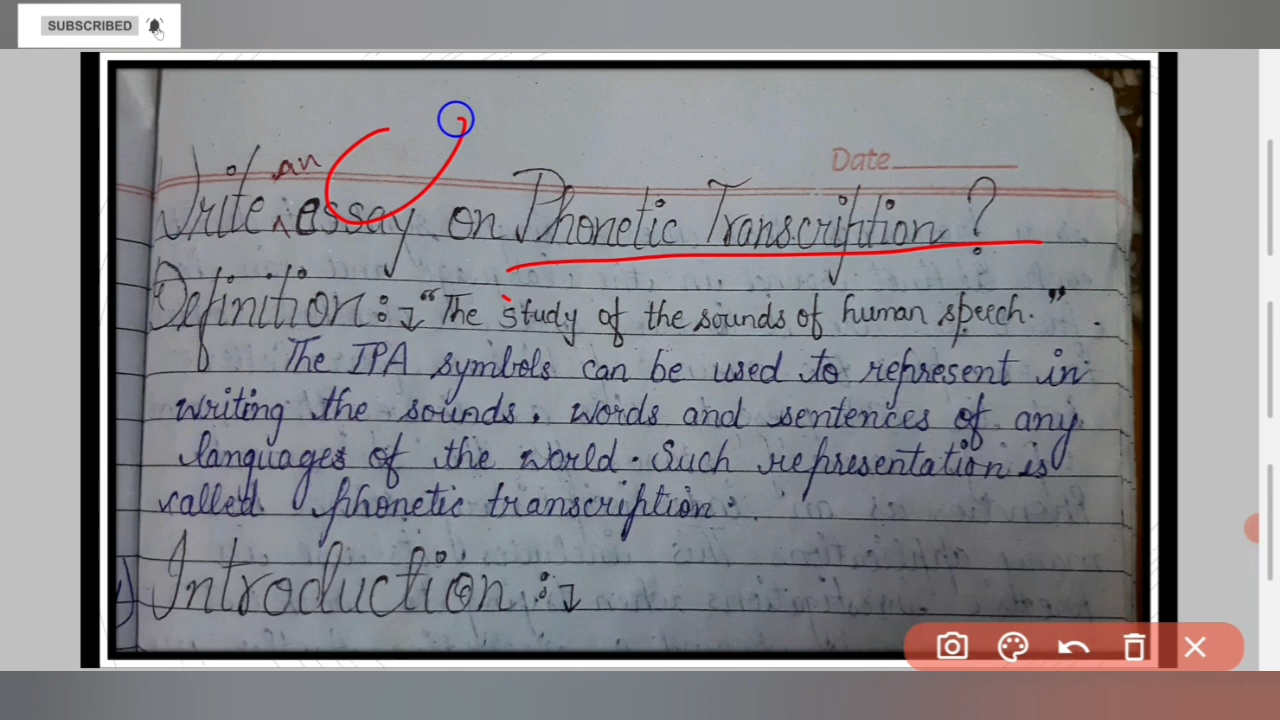 SUBSCRIBED
Date
an
Write ^ essay on Phonetic Transcription ?
Definition :- "The study of the sounds of human speech."
The IPA symbols can be used to represent in
writing the sounds, words and sentences of any
languages of the world. Such representation is
called phonetic transcription.
Introduction :-